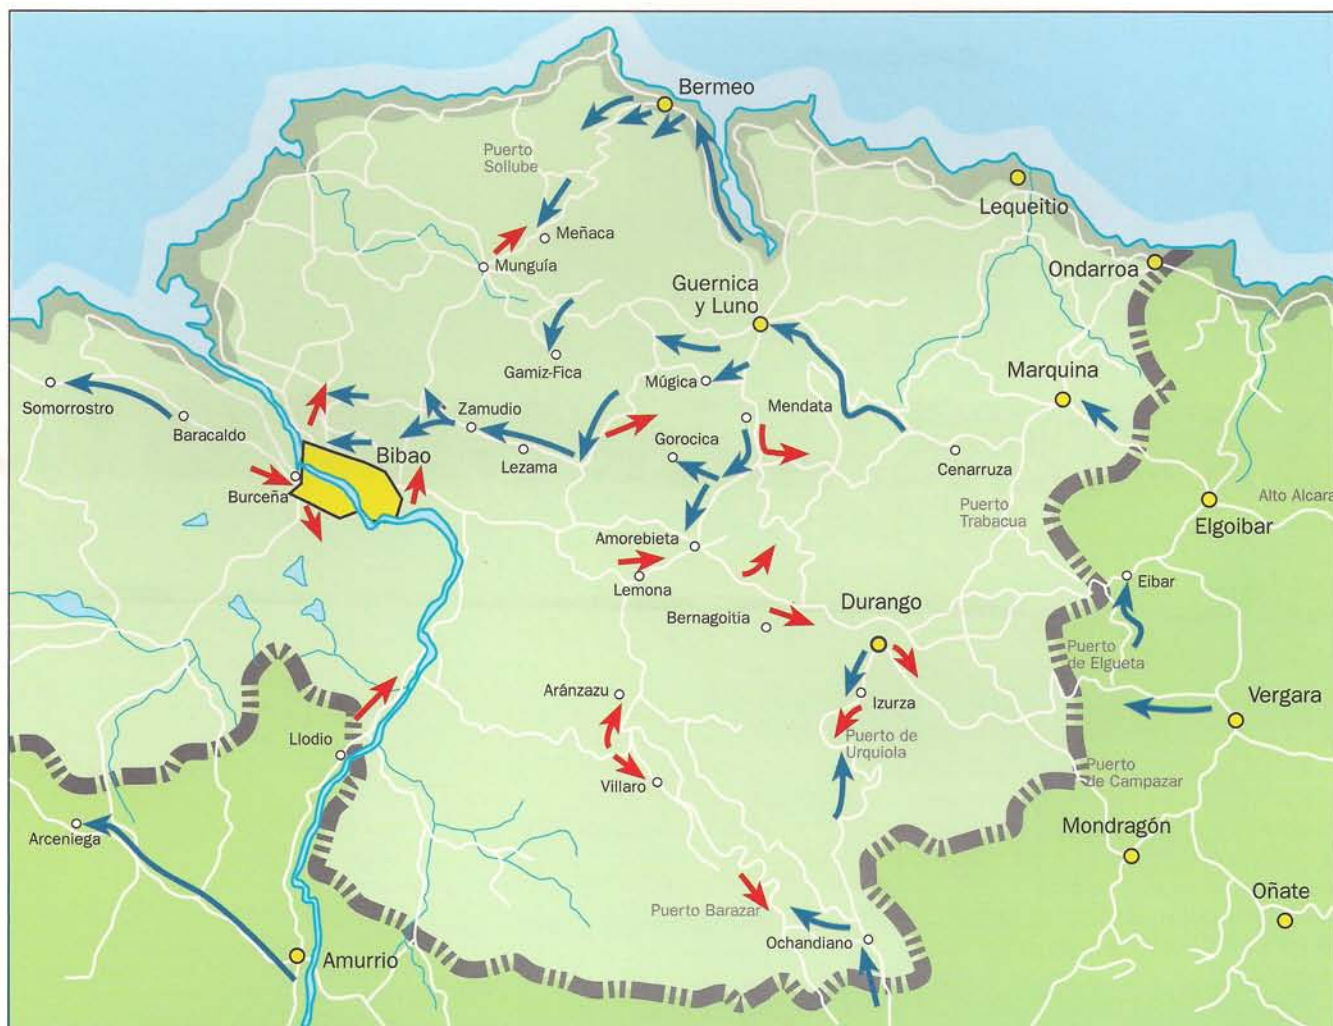 Bermeo
Puerto
Sollube
Lequeitio
Meñaca
Munguía
Ondarroa
Guernica
y Luno
Gamiz-Fica
Múgica
Marquina
Somorrostro
Baracaldo
Zamudio
Mendata
Gorocica
Bibao
Lezama
Cenarruza
Burceña
Puerto
Trabacua
Alto Alcara
Elgoibar
Amorebieta
Lemona
Eibar
Durango
Bernagoitia
Puerto
de Elgueta
Aránzazu
Izurza
Vergara
Llodio
Puerto de
Urquiola
Villaro
Puerto
de Campazar
Arceniega
Mondragón
Oñate
Puerto Barazar
Ochandiano
Amurrio